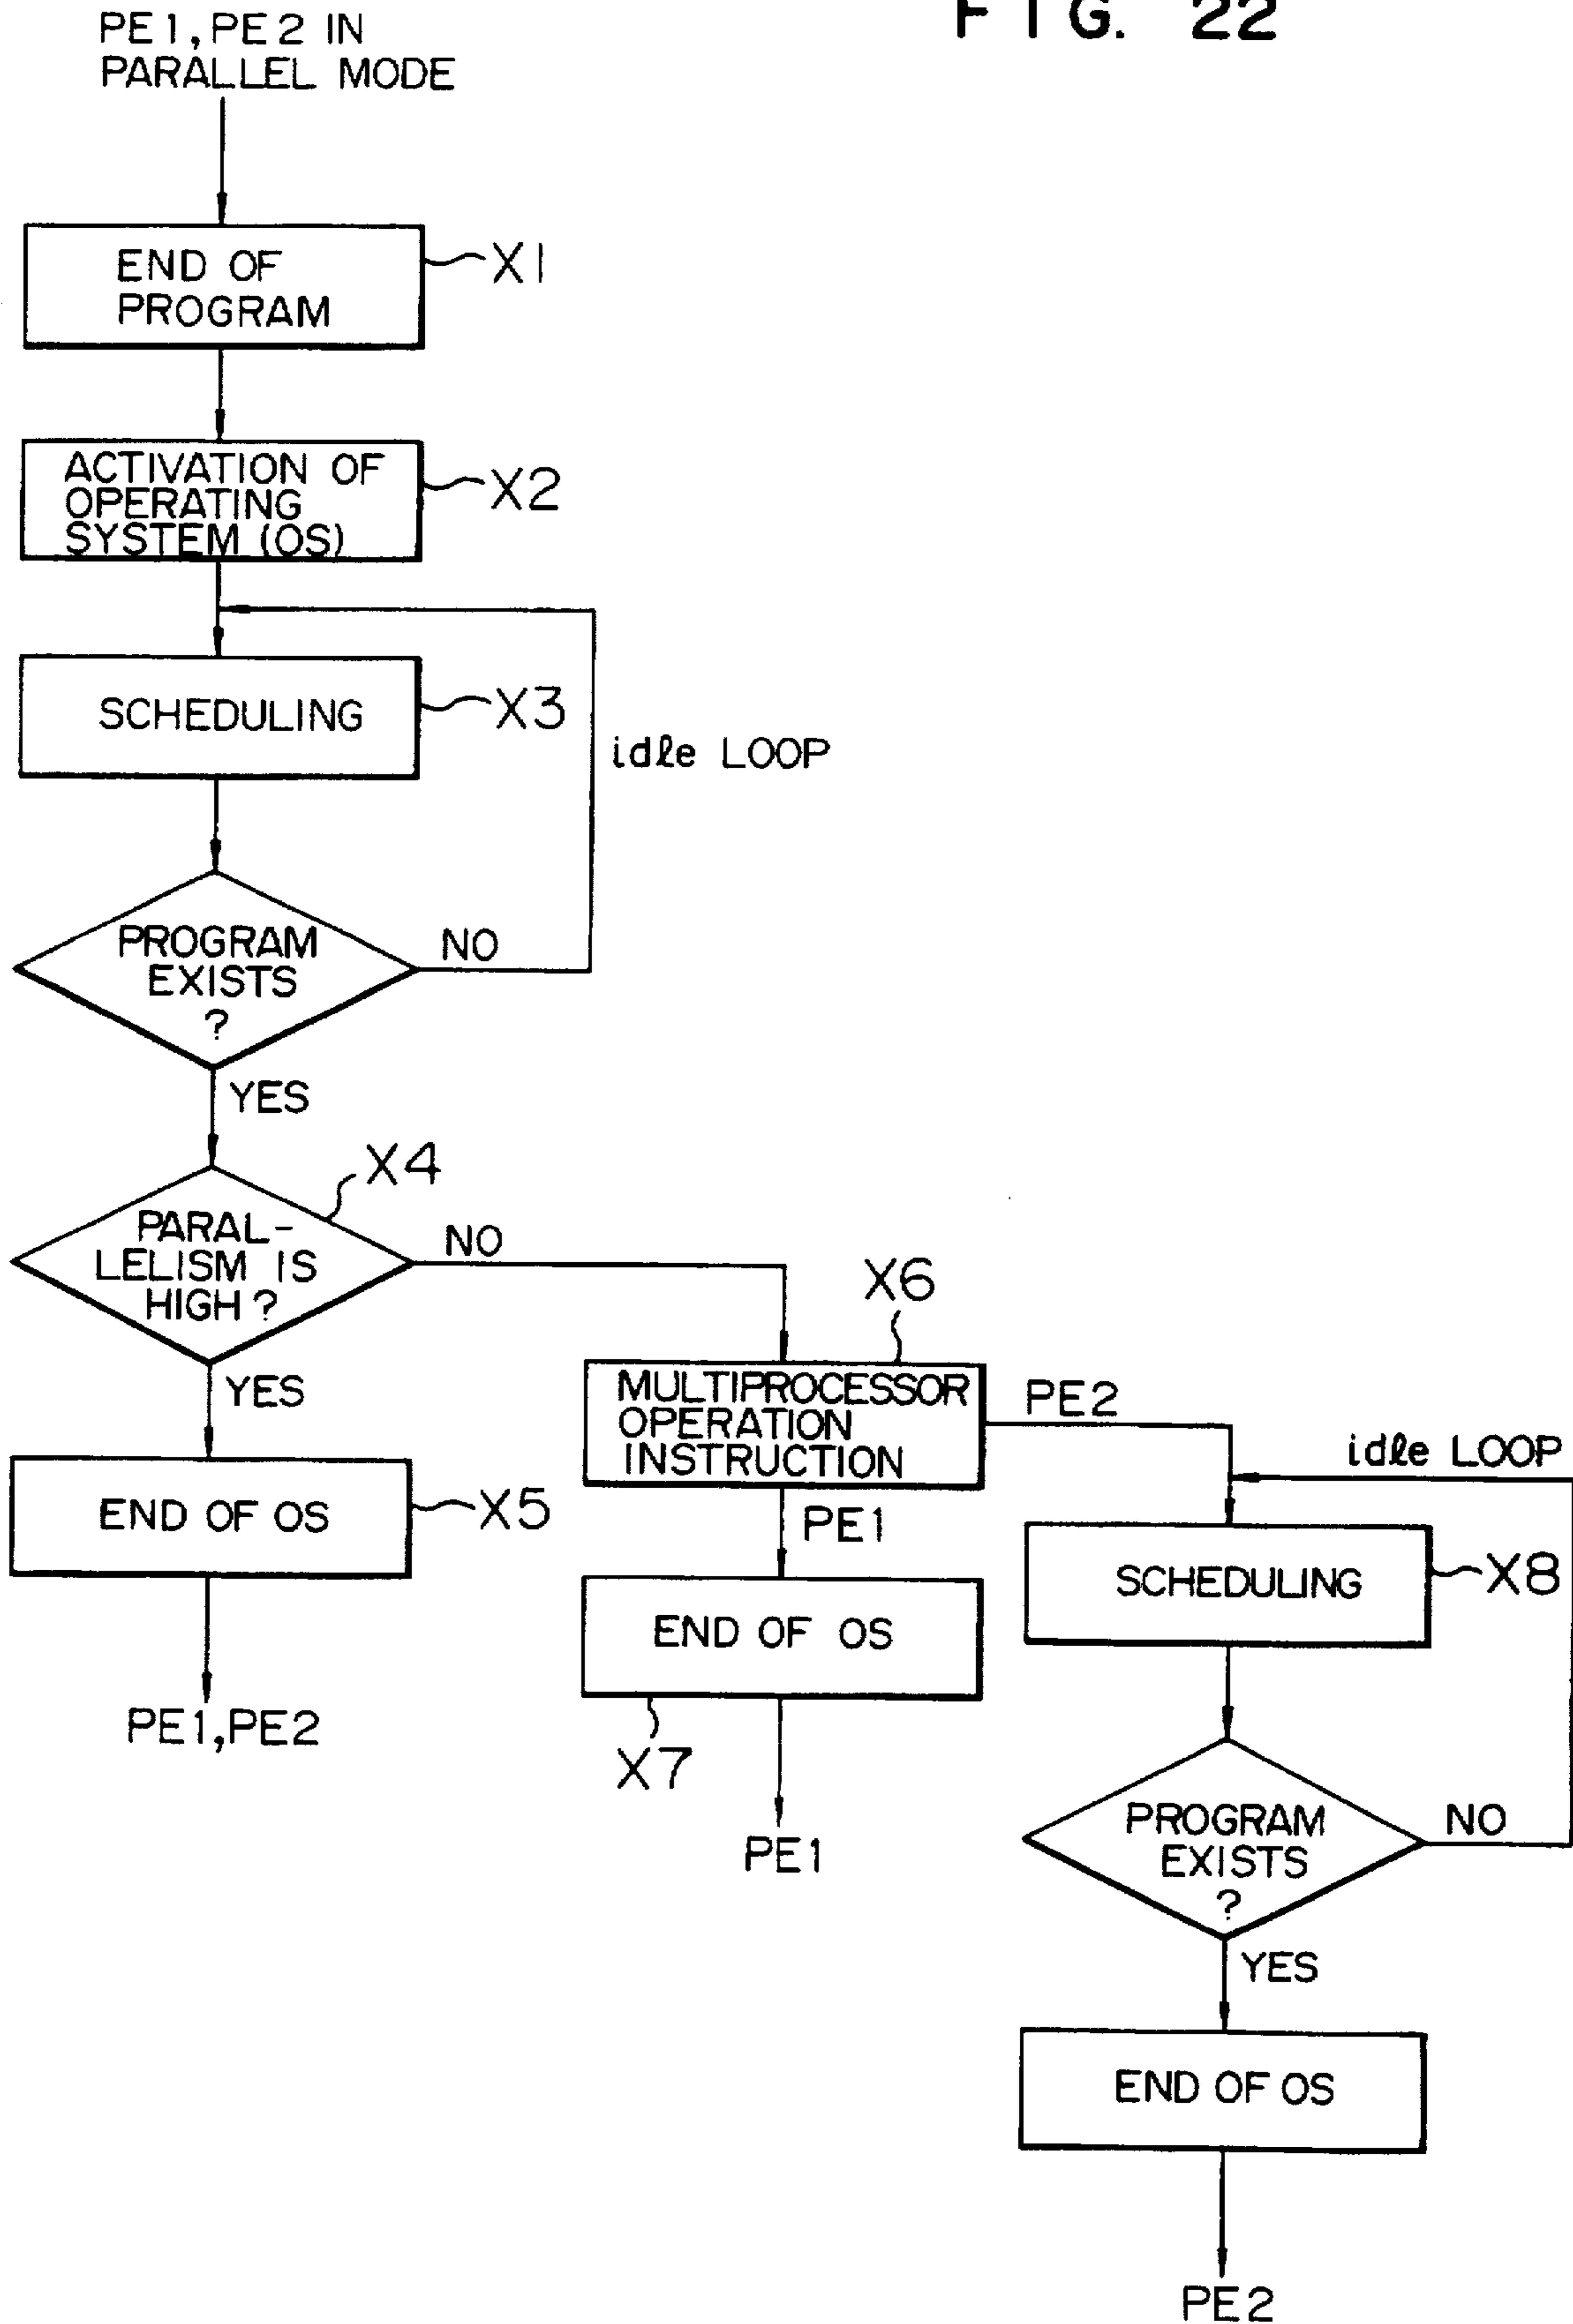 FIG. 22
PE1, PE2 IN
PARALLEL MODE
END OF
PROGRAM
X1
ACTIVATION OF
OPERATING
SYSTEM (OS)
X2
SCHEDULING
X3
idle LOOP
PROGRAM
EXISTS
?
NO
YES
X4
PARAL-
LELISM IS
HIGH?
NO
YES
END OF OS
X5
PE1,PE2
X6
MULTIPROCESSOR
OPERATION
INSTRUCTION
PE2
PE1
END OF OS
X7
PE1
idle LOOP
SCHEDULING
X8
PROGRAM
EXISTS
?
NO
YES
END OF OS
PE2